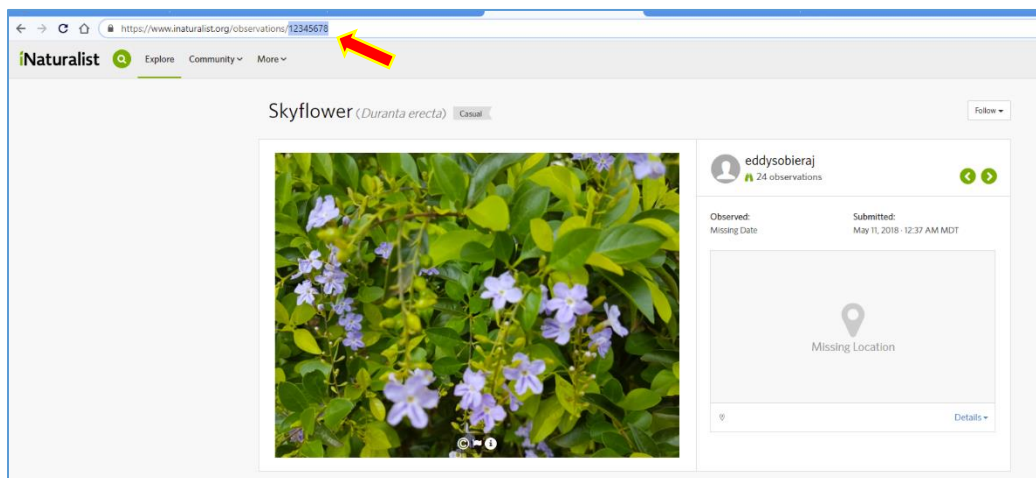 https://www.inaturalist.org/observations/12345678
iNaturalist Explore Community More
Skyflower (Duranta erecta) Casual
Follow
eddysobieraj
24 observations
Observed: Submitted:
Missing Date May 11, 2018 - 12:37 AM MDT
Missing Location
Details